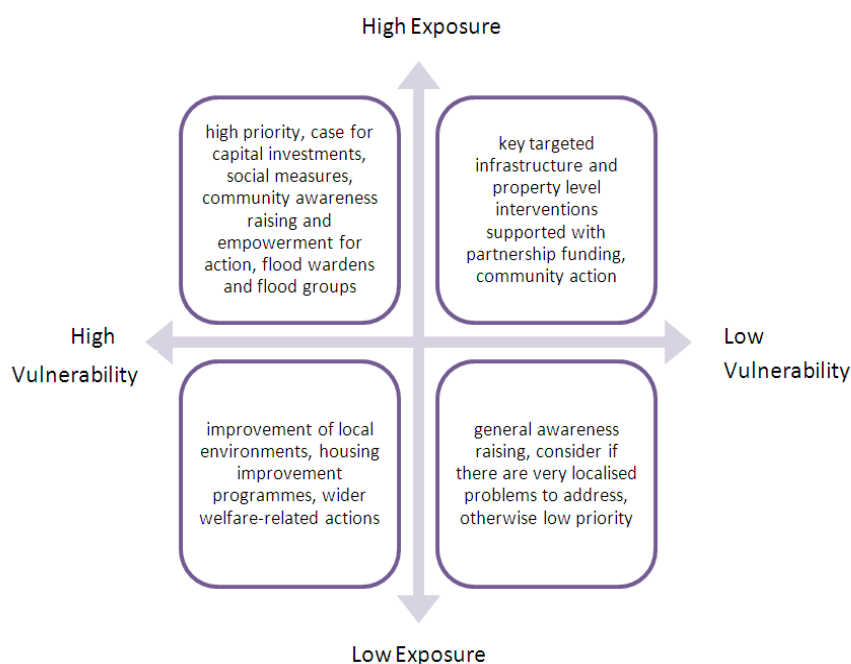 High Exposure
high priority, case for
capital investments,
social measures,
community awareness
raising and
empowerment for
action, flood wardens
and flood groups
key targeted
infrastructure and
property level
interventions
supported with
partnership funding,
community action
High
Vulnerability
Low
Vulnerability
improvement of local
environments, housing
improvement
programmes, wider
welfare-related actions
general awareness
raising, consider if
there are very localised
problems to address,
otherwise low priority
Low Exposure